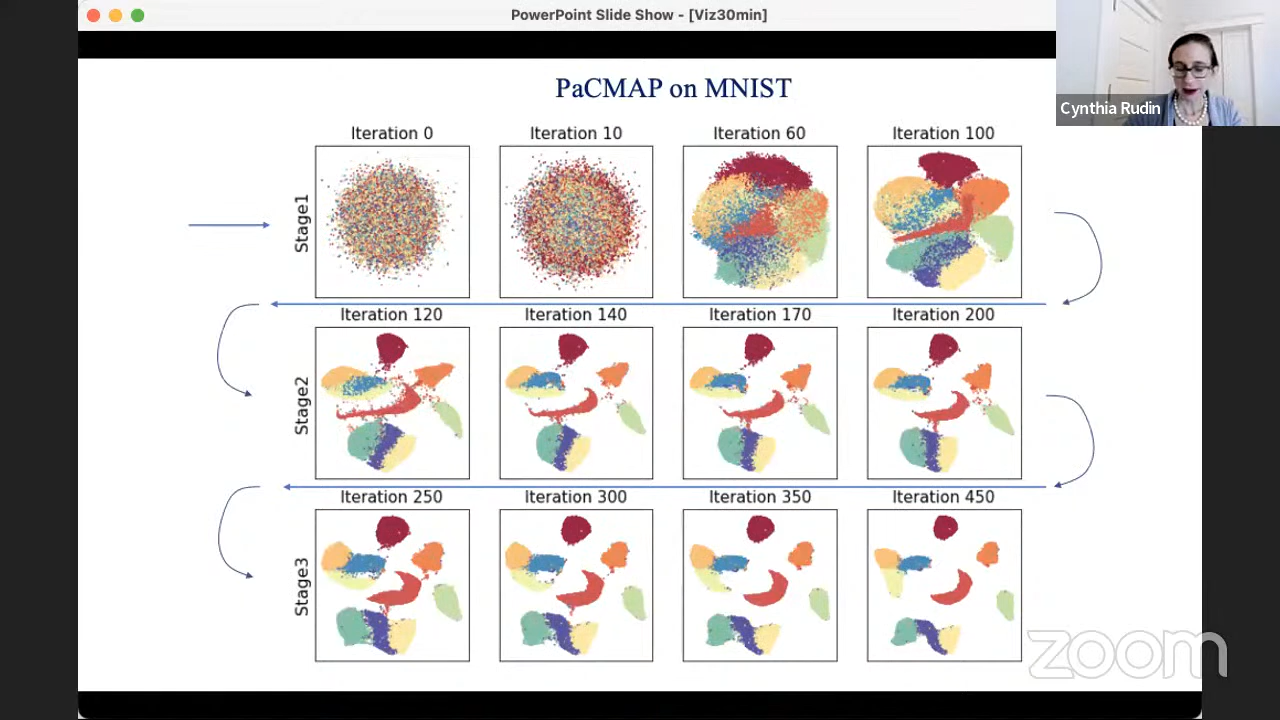 PowerPoint Slide Show - [Viz30min]
Cynthia Rudin
PaCMAP on MNIST
Iteration 0
Iteration 10
Iteration 60
Iteration 100
Stage1
Iteration 120
Iteration 140
Iteration 170
Iteration 200
Stage2
Iteration 250
Iteration 300
Iteration 350
Iteration 450
Stage3
zoom